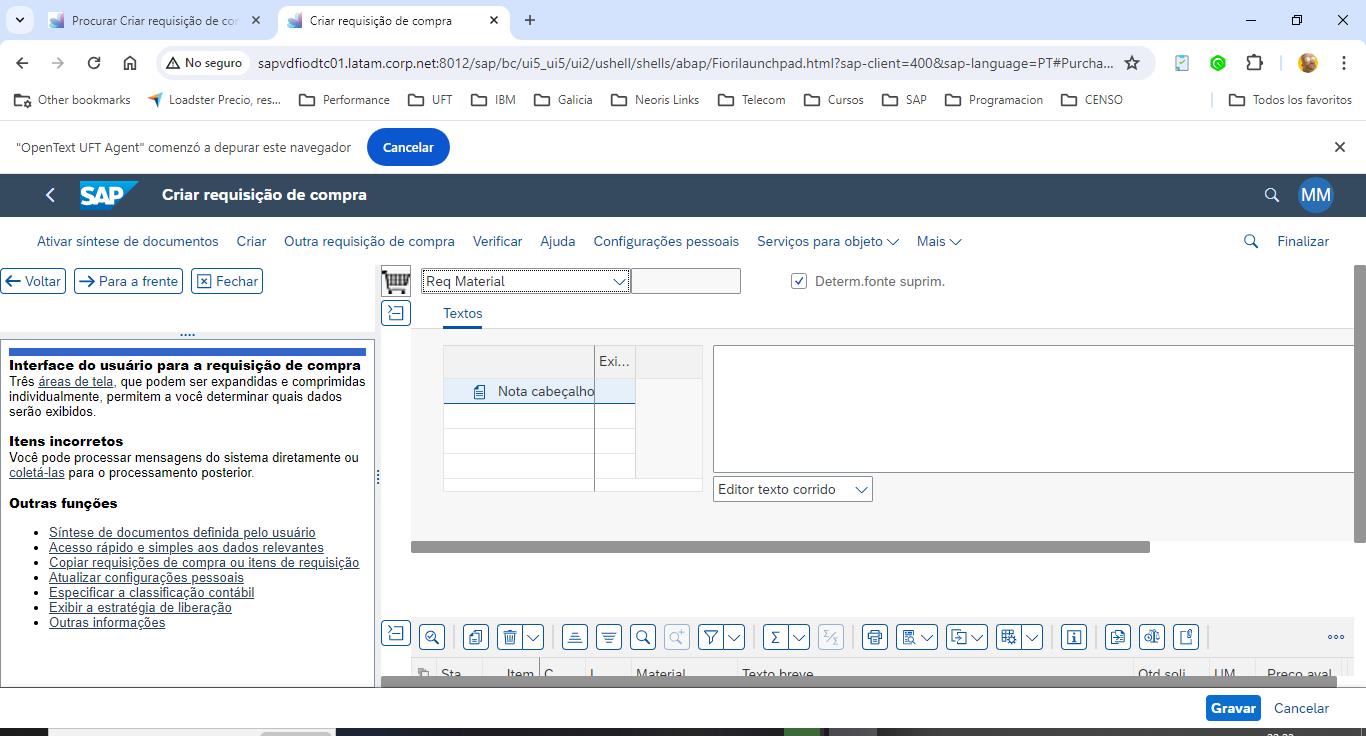 Procurar Criar requisição de cor
Criar requisição de compra
No seguro
sapvdfiodtc01.latam.corp.net:8012/sap/bc/ui5_ui5/ui2/ushell/shells/abap/Fiorilaunchpad.html?sap-client=400&sap-language=PT#Purcha...
Other bookmarks
Loadster Precio, res...
Performance
UFT
IBM
Galicia
Neoris Links
Telecom
Cursos
SAP
Programacion
CENSO
Todos los favoritos
"OpenText UFT Agent" comenzó a depurar este navegador
Cancelar
SAP
Criar requisição de compra
MM
Ativar síntese de documentos
Criar
Outra requisição de compra
Verificar
Ajuda
Configurações pessoais
Serviços para objeto
Mais
Finalizar
Voltar
Para a frente
Fechar
Req Material
Determ.fonte suprim.
Textos
Exi...
Nota cabeçalho
Editor texto corrido
Interface do usuário para a requisição de compra
Três áreas de tela, que podem ser expandidas e comprimidas
individualmente, permitem a você determinar quais dados
serão exibidos.
Itens incorretos
Você pode processar mensagens do sistema diretamente ou
coletá-las para o processamento posterior.
Outras funções
Síntese de documentos definida pelo usuário
Acesso rápido e simples aos dados relevantes
Copiar requisições de compra ou itens de requisição
Atualizar configurações pessoais
Especificar a classificação contábil
Exibir a estratégia de liberação
Outras informações
Sta Item C I Material Texto breve Qtd.soli UM Preço aval
Gravar
Cancelar